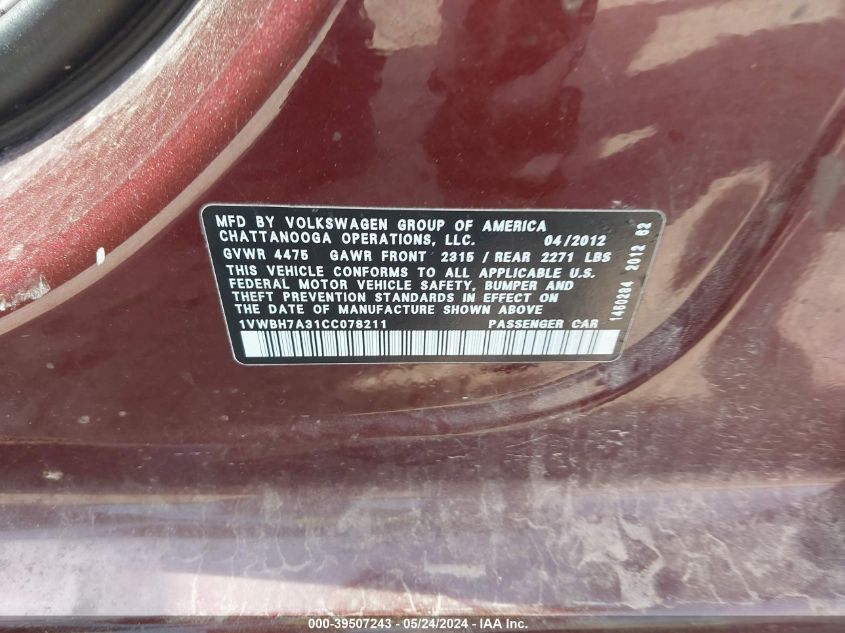 MFD BY VOLKSWAGEN GROUP OF AMERICA
CHATTANOOGA OPERATIONS, LLC. 04/2012
GVWR 4475 GAWR FRONT 2315 / REAR 2271 LBS
THIS VEHICLE CONFORMS TO ALL APPLICABLE U.S.
FEDERAL MOTOR VEHICLE SAFETY, BUMPER AND
THEFT PREVENTION STANDARDS IN EFFECT ON
THE DATE OF MANUFACTURE SHOWN ABOVE
1VWBH7A31CC078211 PASSENGER CAR
1460284 2012 62
000-39507243 - 05/24/2024 - IAA Inc.